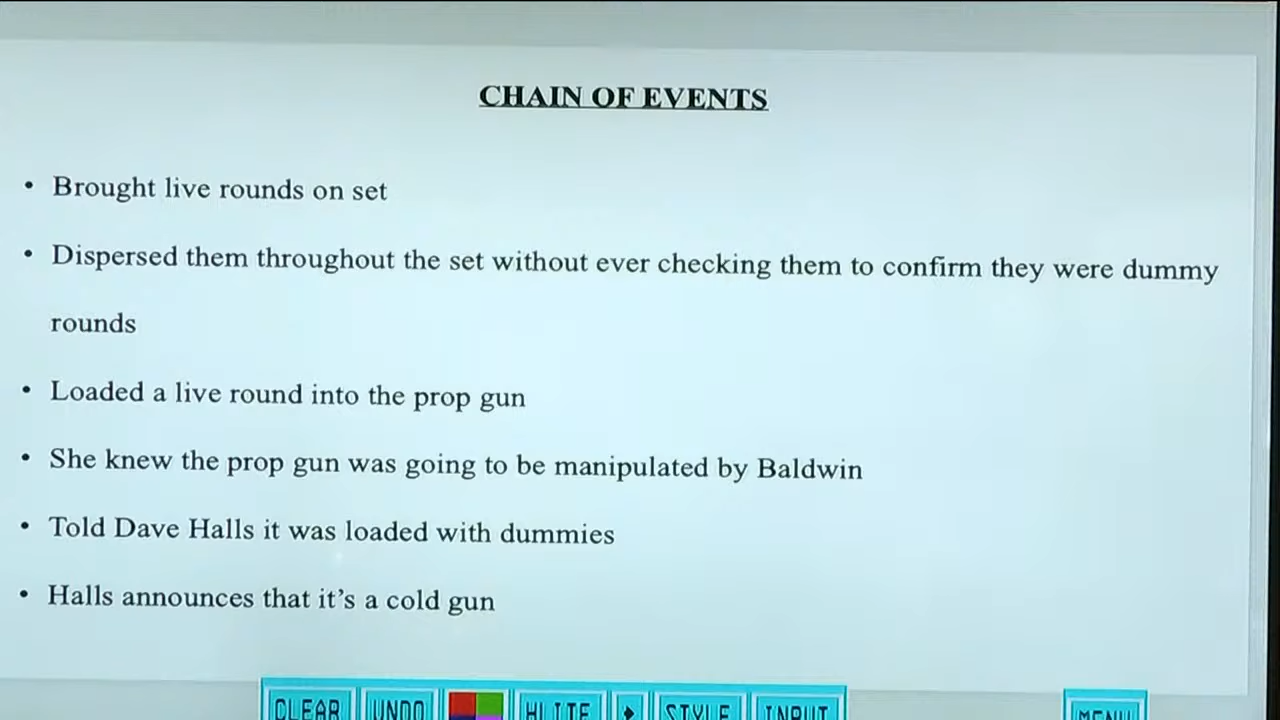 CHAIN OF EVENTS
• Brought live rounds on set
• Dispersed them throughout the set without ever checking them to confirm they were dummy
rounds
• Loaded a live round into the prop gun
• She knew the prop gun was going to be manipulated by Baldwin
• Told Dave Halls it was loaded with dummies
• Halls announces that it’s a cold gun
CLEAR UNDO HLITE STYLE INPUT MENU